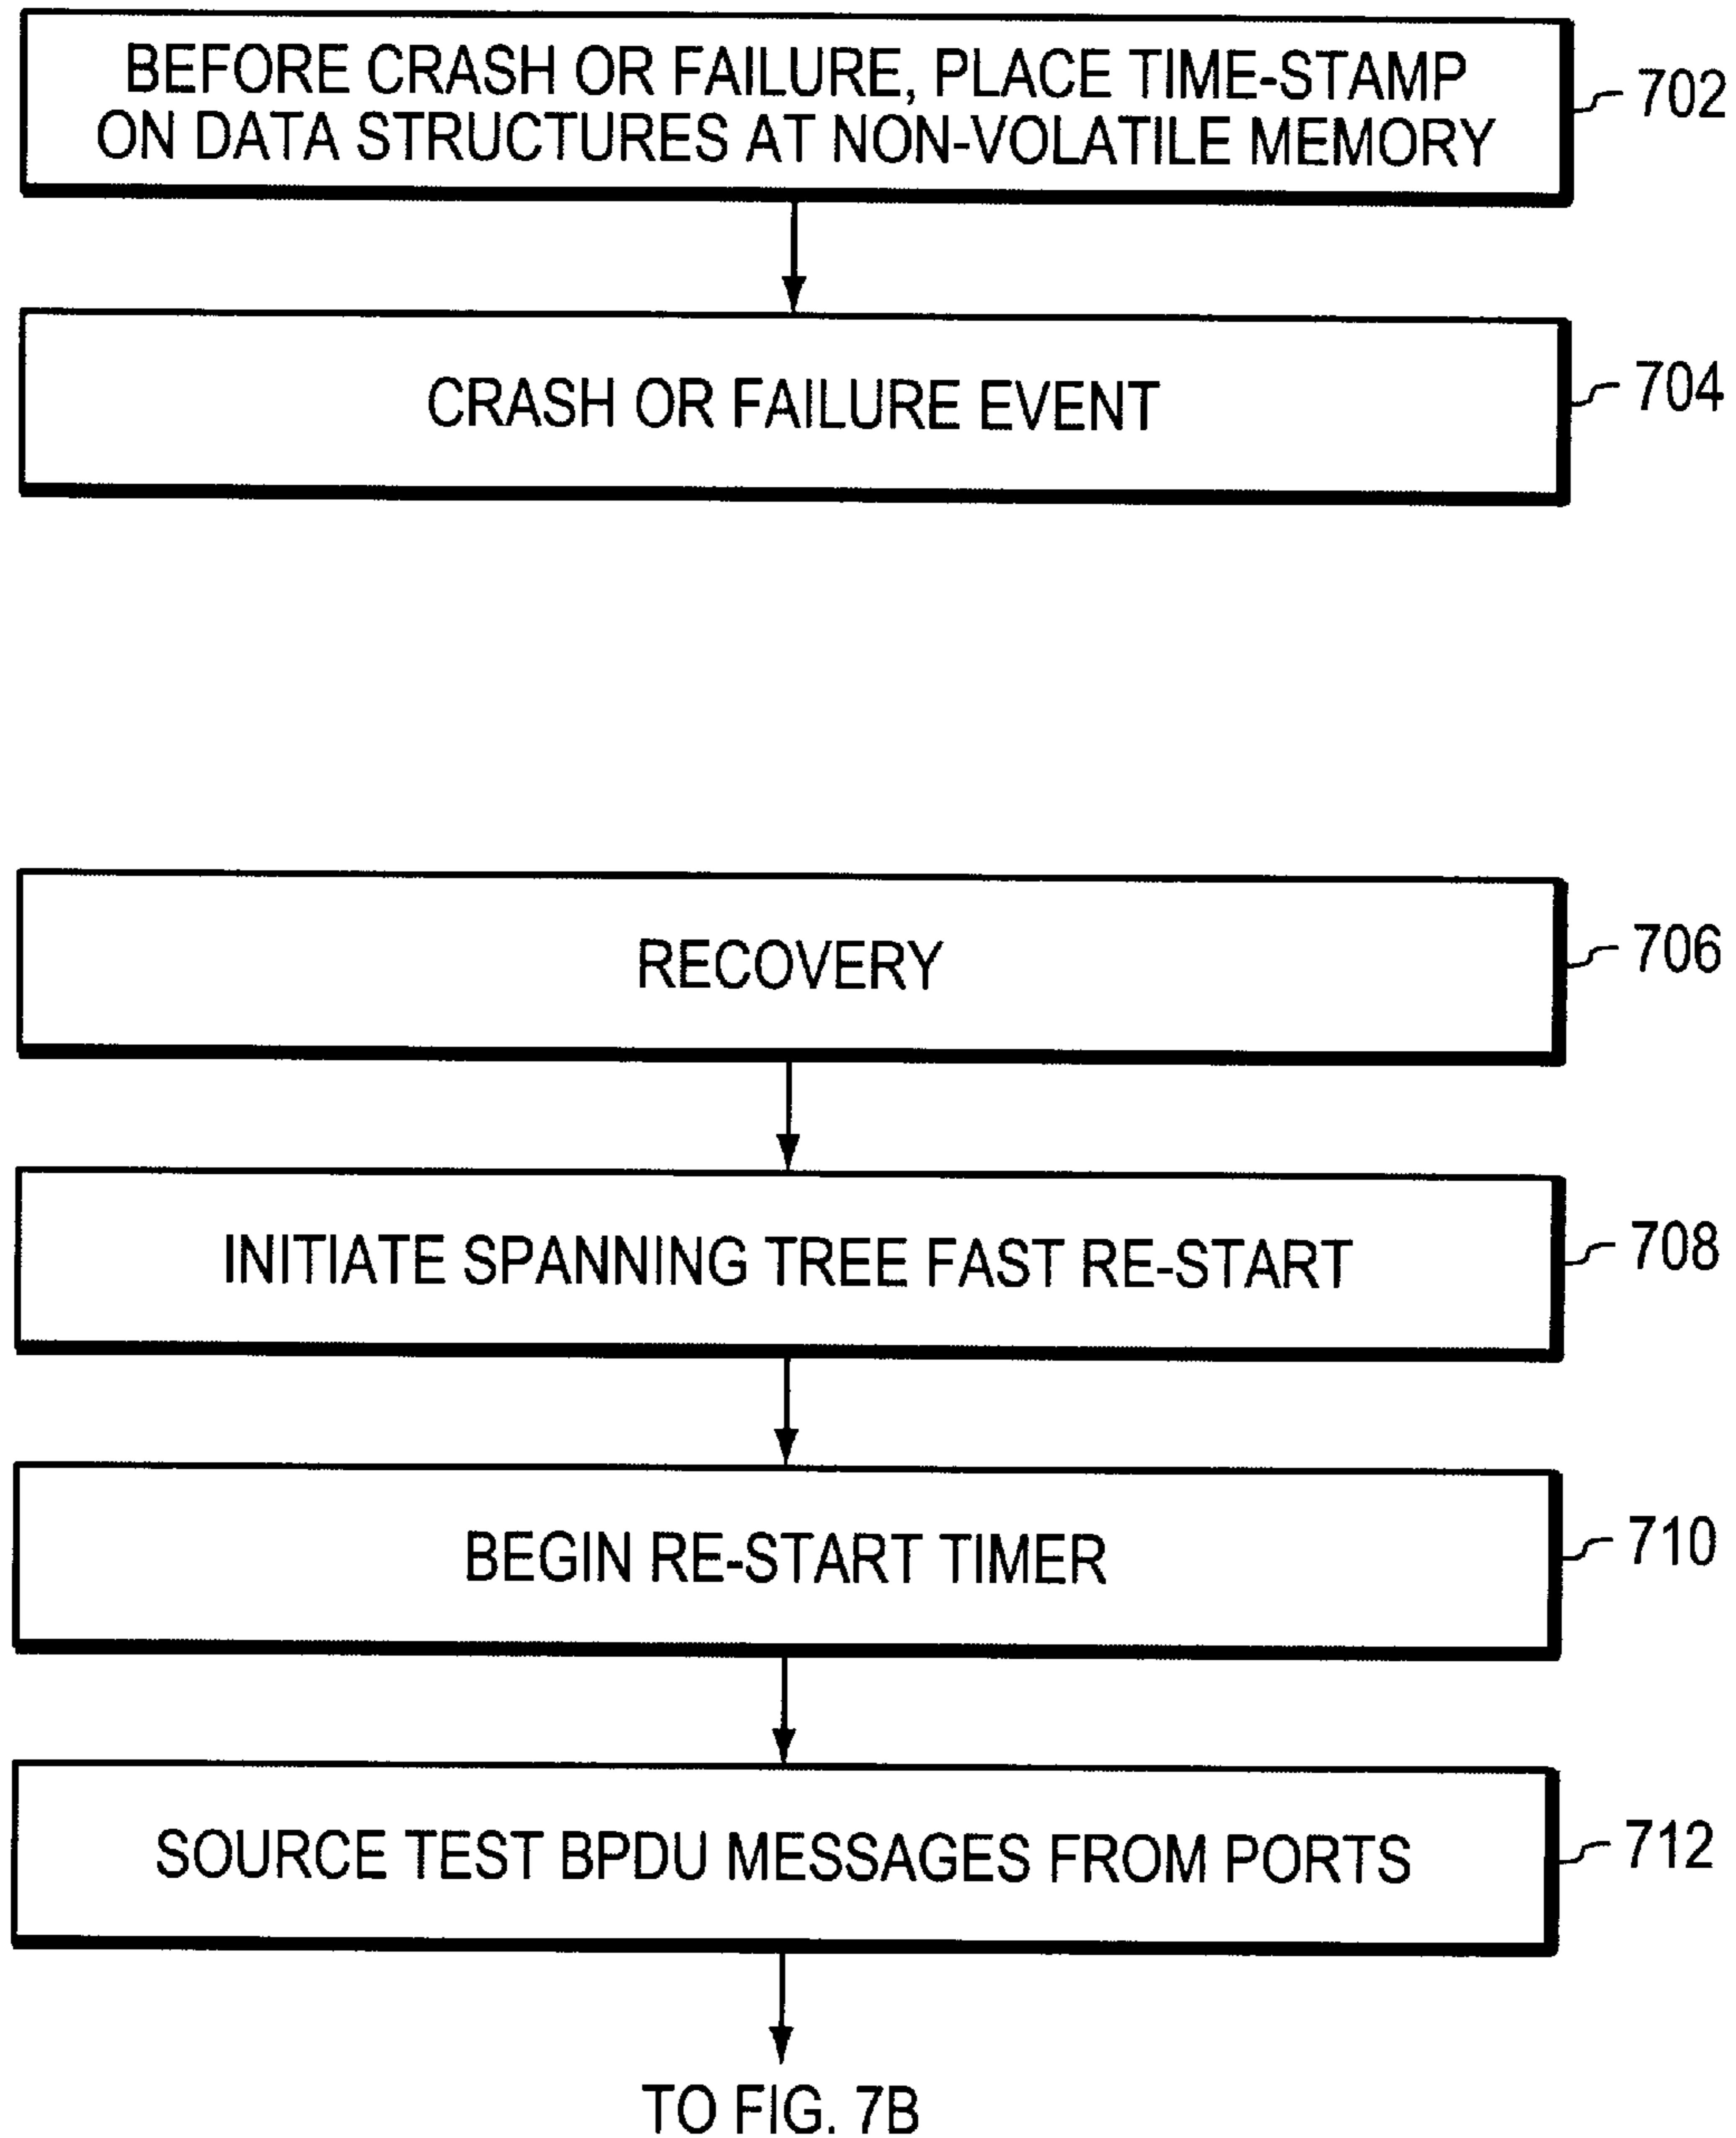 BEFORE CRASH OR FAILURE, PLACE TIME-STAMP
ON DATA STRUCTURES AT NON-VOLATILE MEMORY
702
CRASH OR FAILURE EVENT
704
RECOVERY
706
INITIATE SPANNING TREE FAST RE-START
708
BEGIN RE-START TIMER
710
SOURCE TEST BPDU MESSAGES FROM PORTS
712
TO FIG. 7B